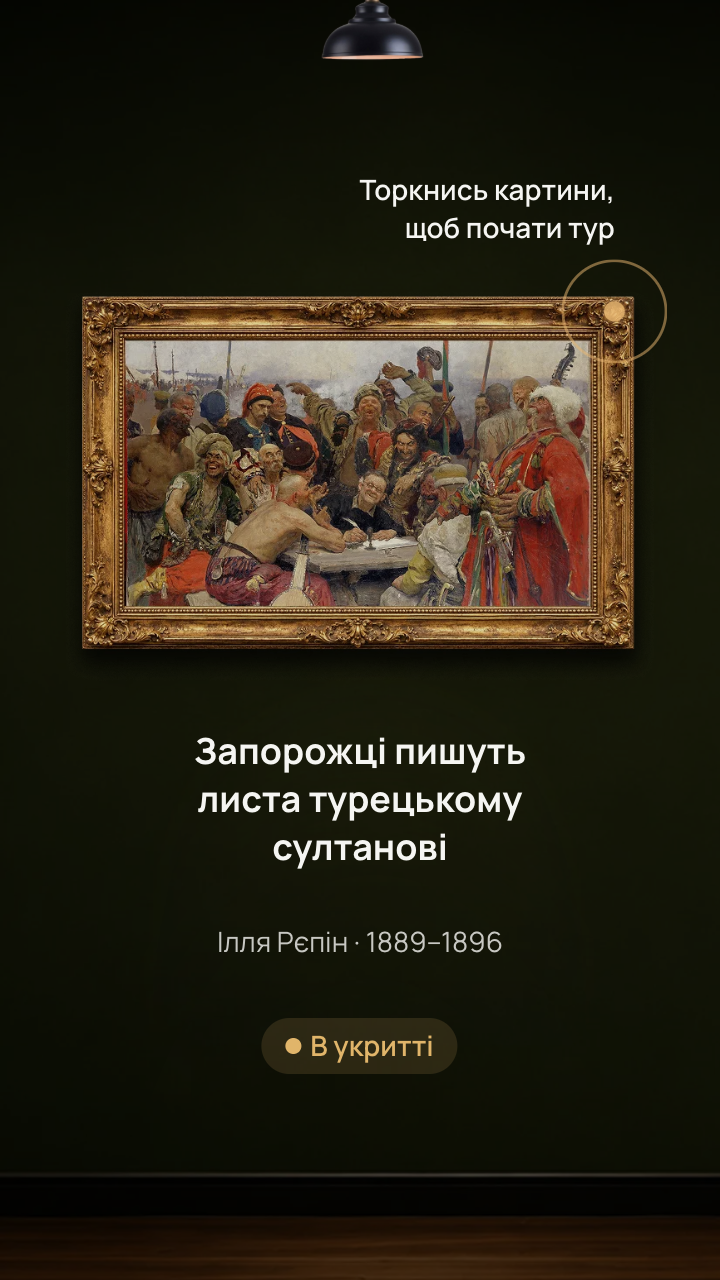 Торкнись картини,
щоб почати тур
Запорожці пишуть
листа турецькому
султанові
Ілля Рєпін · 1889–1896
В укритті